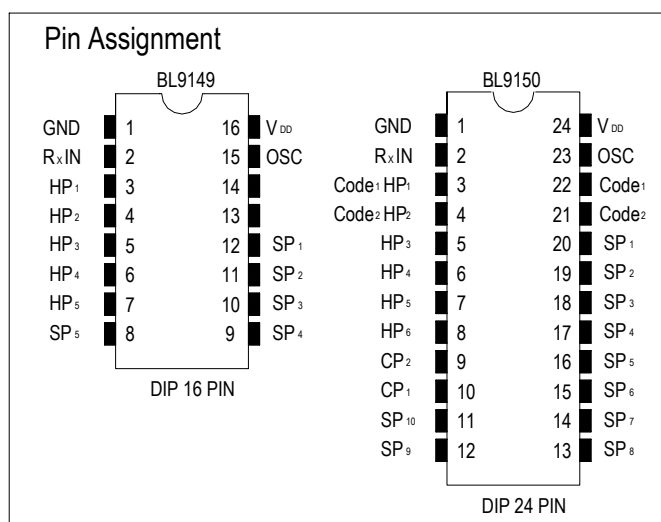 Pin Assignment
BL9149
GND 1 16 VDD
RxIN 2 15 OSC
HP1 3 14
HP2 4 13
HP3 5 12 SP1
HP4 6 11 SP2
HP5 7 10 SP3
SP5 8 9 SP4
DIP 16 PIN
BL9150
GND 1 24 VDD
RxIN 2 23 OSC
Code1 HP1 3 22 Code1
Code2 HP2 4 21 Code2
HP3 5 20 SP1
HP4 6 19 SP2
HP5 7 18 SP3
HP6 8 17 SP4
CP2 9 16 SP5
CP1 10 15 SP6
SP10 11 14 SP7
SP9 12 13 SP8
DIP 24 PIN